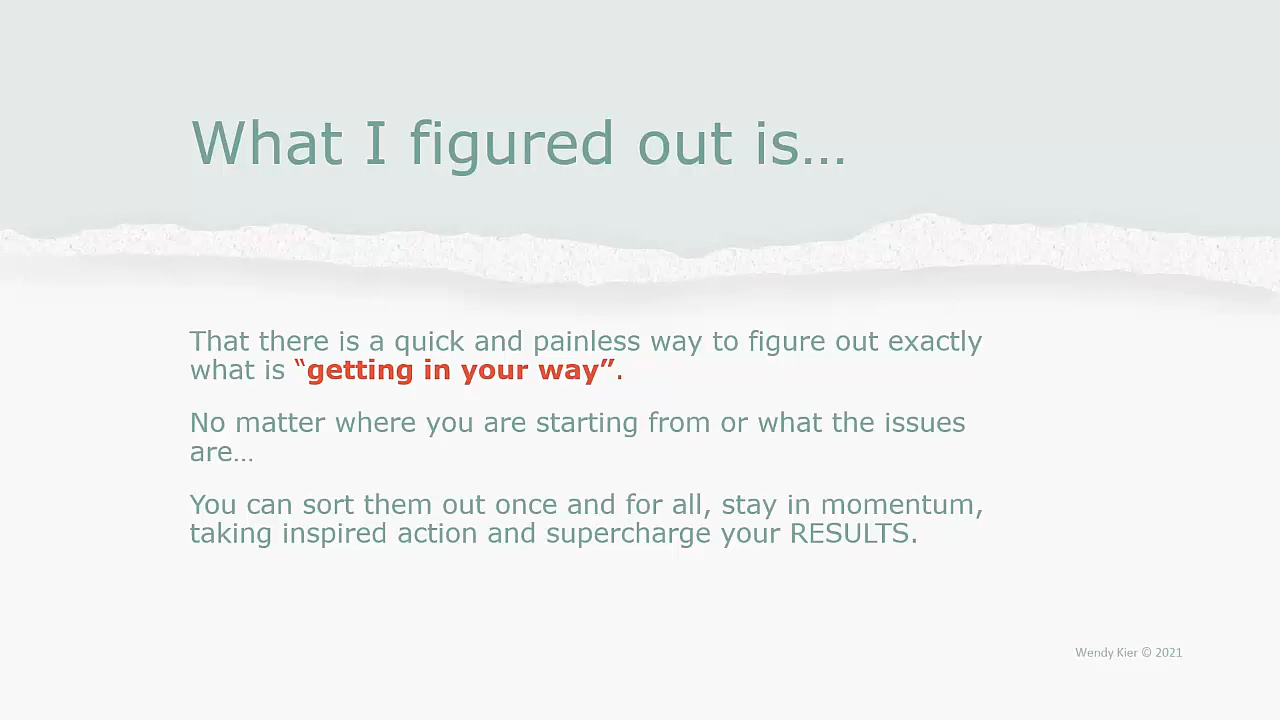 What I figured out is…
That there is a quick and painless way to figure out exactly
what is “getting in your way”.
No matter where you are starting from or what the issues
are…
You can sort them out once and for all, stay in momentum,
taking inspired action and supercharge your RESULTS.
Wendy Kier © 2021